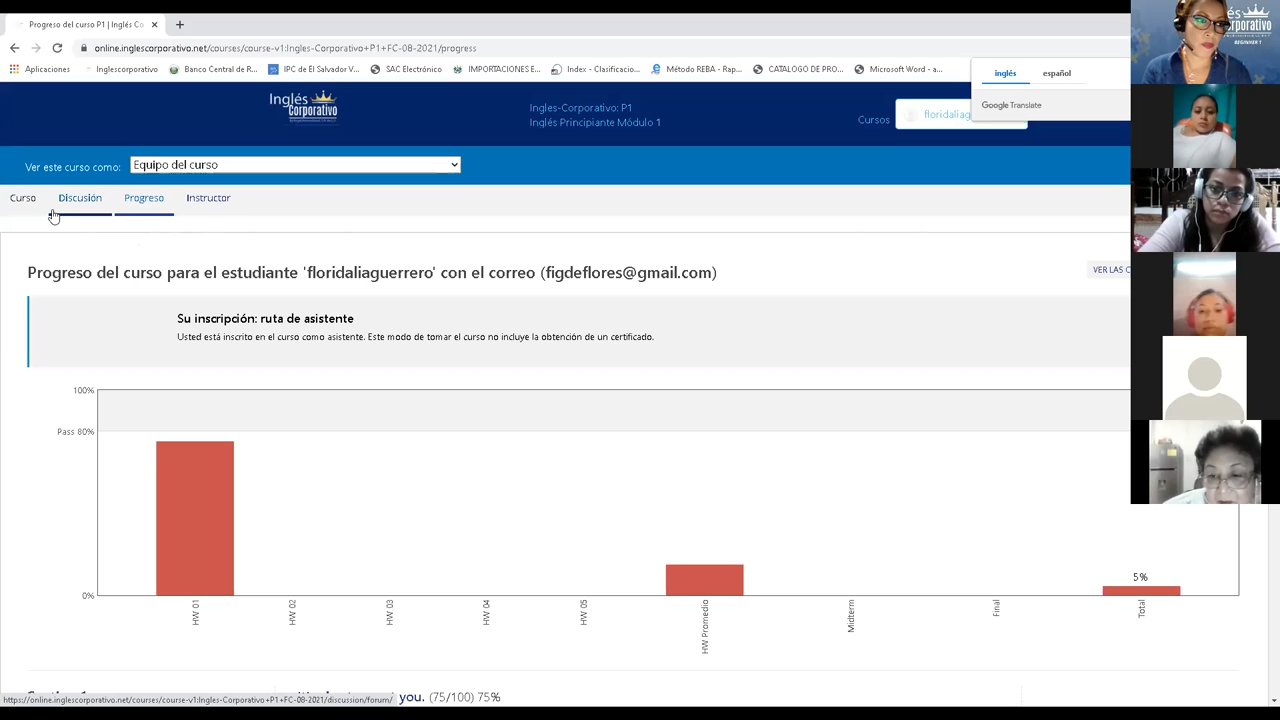 Progreso del curso P1 | Inglés Co
online.inglescorporativo.net/courses/course-v1:Ingles-Corporativo+P1+FC-08-2021/progress
Aplicaciones
Inglescorporativo
Banco Central de R...
IPC de El Salvador V...
SAC Electrónico
IMPORTACIONES E...
Index - Clasificacio...
Método REBA - Rap...
CATALOGO DE PRO...
Microsoft Word - a...
inglés
español
Google Translate
Inglés
Corporativo
Ingles-Corporativo: P1
Inglés Principiante Módulo 1
Cursos
floridaliag
Ver este curso como:
Equipo del curso
Curso
Discusión
Progreso
Instructor
Progreso del curso para el estudiante 'floridaliaguerrero' con el correo (figdeflores@gmail.com)
VER LAS C
Su inscripción: ruta de asistente
Usted está inscrito en el curso como asistente. Este modo de tomar el curso no incluye la obtención de un certificado.
100%
Pass 80%
0%
5%
HW 01
HW 02
HW 03
HW 04
HW 05
HW Promedio
Midterm
Final
Total
you. (75/100) 75%
https://online.inglescorporativo.net/courses/course-v1:Ingles-Corporativo+P1+FC-08-2021/discussion/forum/
BEGINNER 1